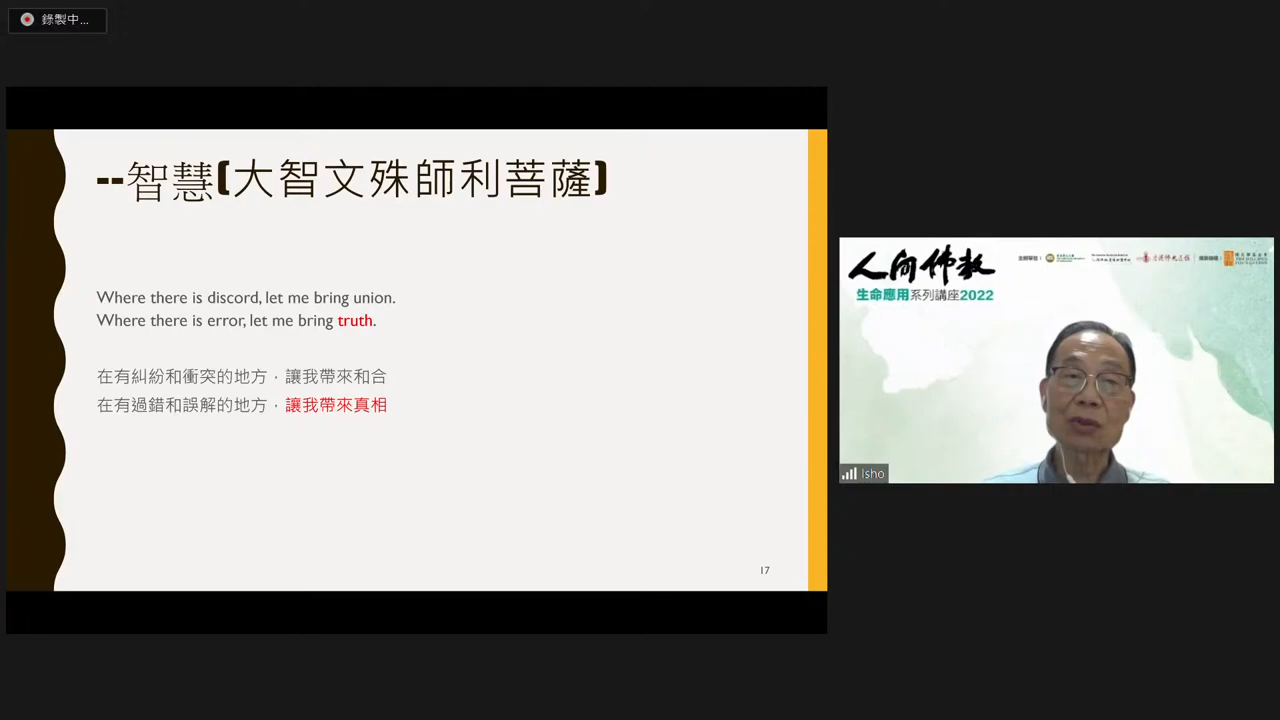 錄製中...
--智慧(大智文殊師利菩薩)
Where there is discord, let me bring union.
Where there is error, let me bring truth.
在有糾紛和衝突的地方，讓我帶來和合
在有過錯和誤解的地方，讓我帶來真相
17
人間佛教
生命應用系列講座2022
Isho